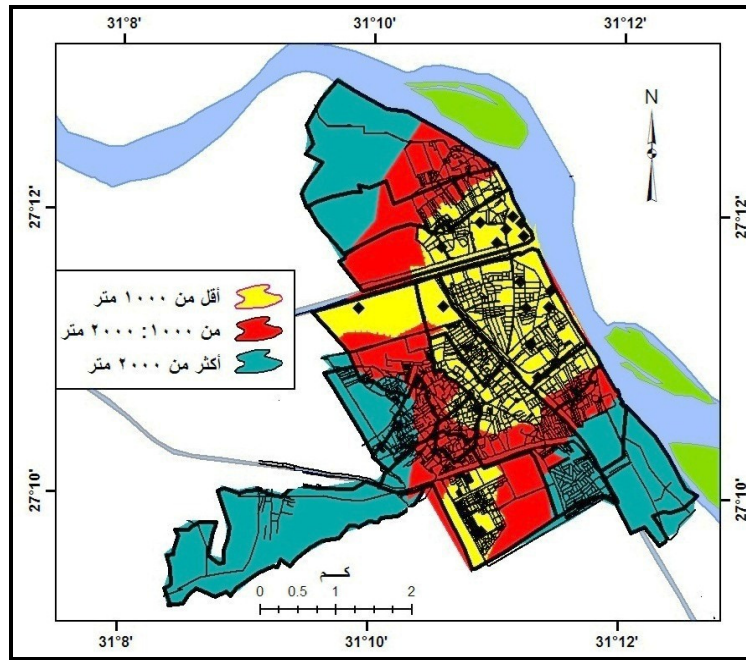 31°8' 31°10' 31°12'
N
27°12' 27°12'
أقل من ١٠٠٠ متر
من ١٠٠٠: ٢٠٠٠ متر
أكثر من ٢٠٠٠ متر
27°10' 27°10'
كـــم
0 0.5 1 2
31°8' 31°10' 31°12'